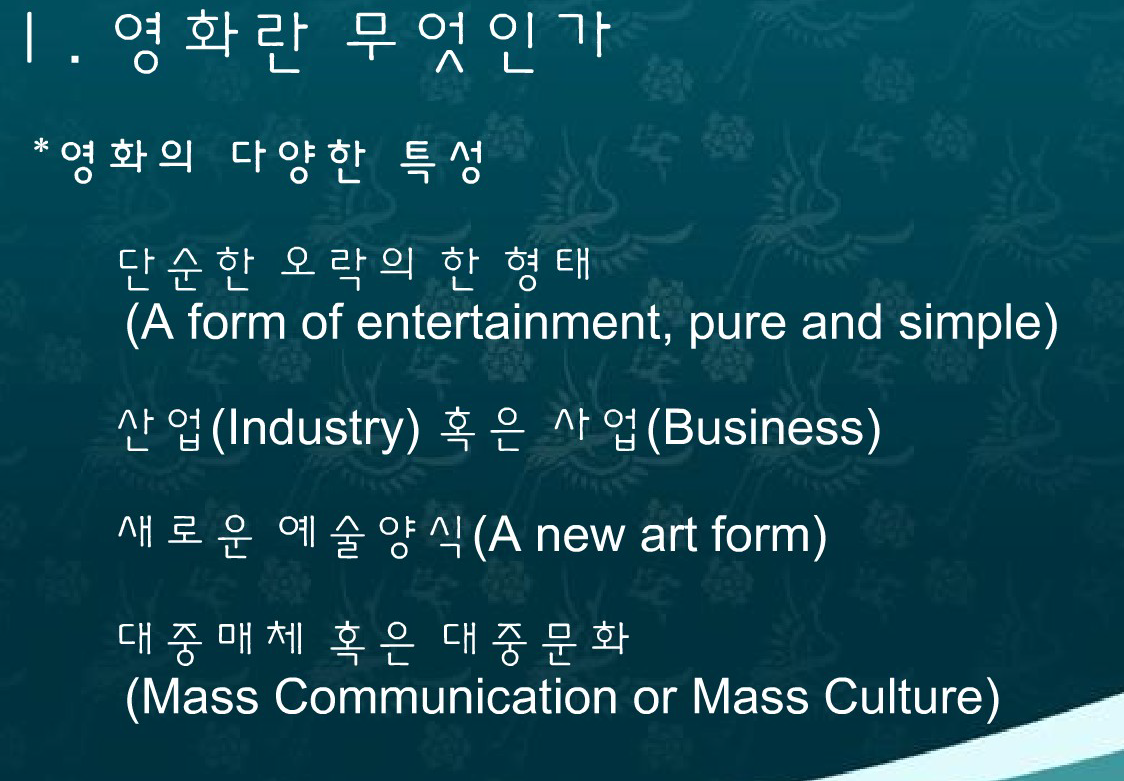 Ⅰ. 영화란 무엇인가
*영화의 다양한 특성
단순한 오락의 한 형태
(A form of entertainment, pure and simple)
산업(Industry) 혹은 사업(Business)
새로운 예술양식(A new art form)
대중매체 혹은 대중문화
(Mass Communication or Mass Culture)